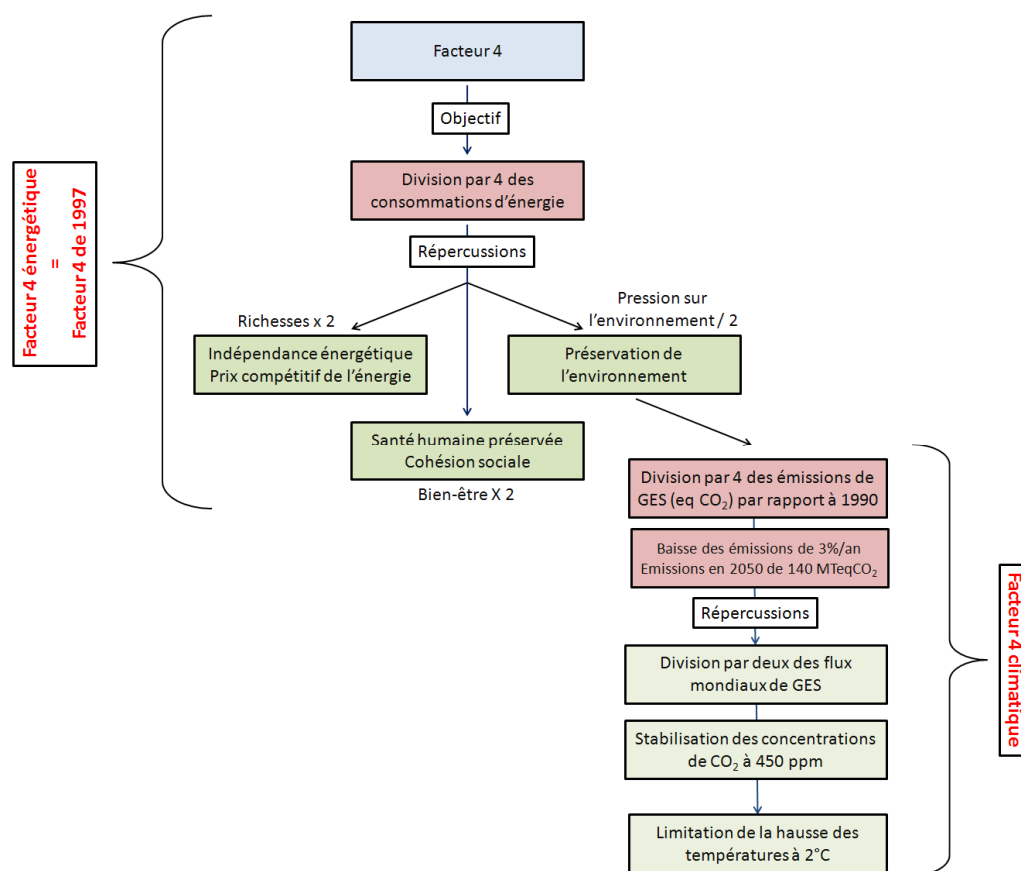 Facteur 4
Objectif
Division par 4 des
consommations d'énergie
Répercussions
Facteur 4 énergétique
=
Facteur 4 de 1997
Richesses x 2
Pression sur
l'environnement / 2
Indépendance énergétique
Prix compétitif de l'énergie
Préservation de
l'environnement
Santé humaine préservée
Cohésion sociale
Bien-être X 2
Division par 4 des émissions de
GES (eq CO₂) par rapport à 1990
Baisse des émissions de 3%/an
Emissions en 2050 de 140 MTeqCO₂
Répercussions
Division par deux des flux
mondiaux de GES
Stabilisation des concentrations
de CO₂ à 450 ppm
Limitation de la hausse des
températures à 2°C
Facteur 4 climatique